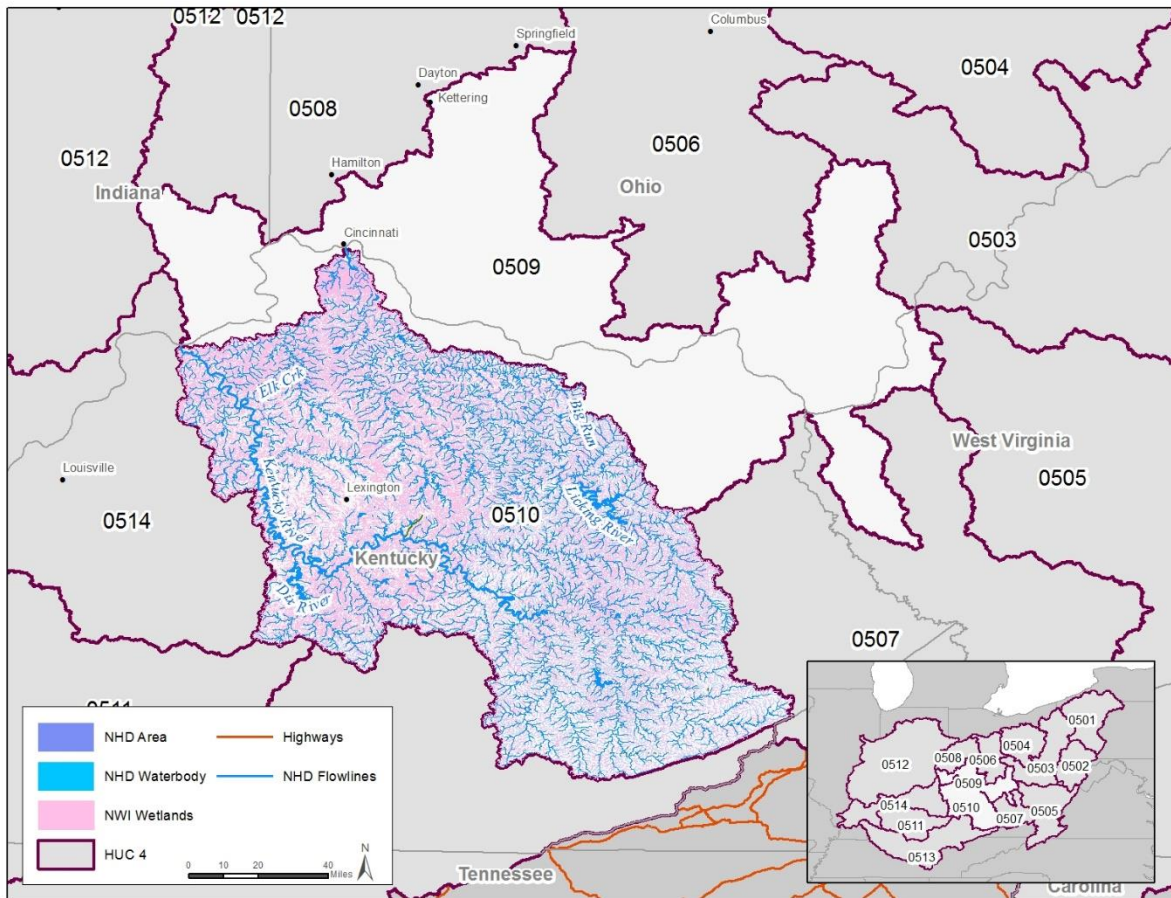 0512
0512
Springfield
Columbus
0504
Dayton
Kettering
0508
0506
0512
Hamilton
Indiana
Ohio
Cincinnati
0503
0509
Elk Crk
Big Run
West Virginia
Louisville
Kentucky River
Lexington
Licking River
0505
0514
0510
Kentucky
Dix River
0507
0511
NHD Area
Highways
NHD Waterbody
NHD Flowlines
NWI Wetlands
HUC 4
0 10 20 40
Miles
N
Tennessee
Carolina
0501
0504
0508
0506
0502
0512
0503
0509
0514
0510
0505
0511
0507
0513